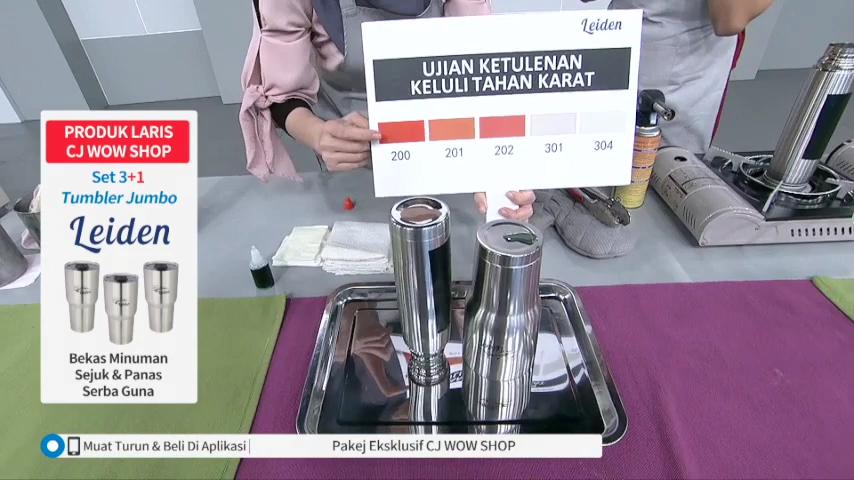 Leiden
UJIAN KETULENAN
KELULI TAHAN KARAT
200 201 202 301 304
PRODUK LARIS
CJ WOW SHOP
Set 3+1
Tumbler Jumbo
Leiden
Bekas Minuman
Sejuk & Panas
Serba Guna
Muat Turun & Beli Di Aplikasi
Pakej Eksklusif CJ WOW SHOP